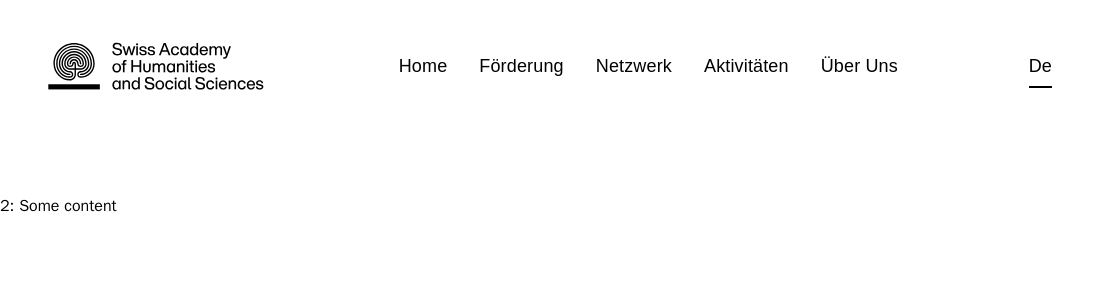 Swiss Academy
of Humanities
and Social Sciences
Home Förderung Netzwerk Aktivitäten Über Uns De
2: Some content